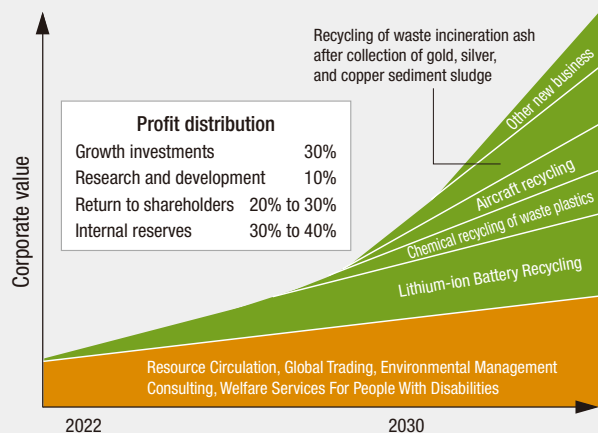 Recycling of waste incineration ash
after collection of gold, silver,
and copper sediment sludge
Other new business
Profit distribution
Growth investments 30%
Research and development 10%
Return to shareholders 20% to 30%
Internal reserves 30% to 40%
Aircraft recycling
Chemical recycling of waste plastics
Lithium-ion Battery Recycling
Corporate value
Resource Circulation, Global Trading, Environmental Management
Consulting, Welfare Services For People With Disabilities
2022 2030